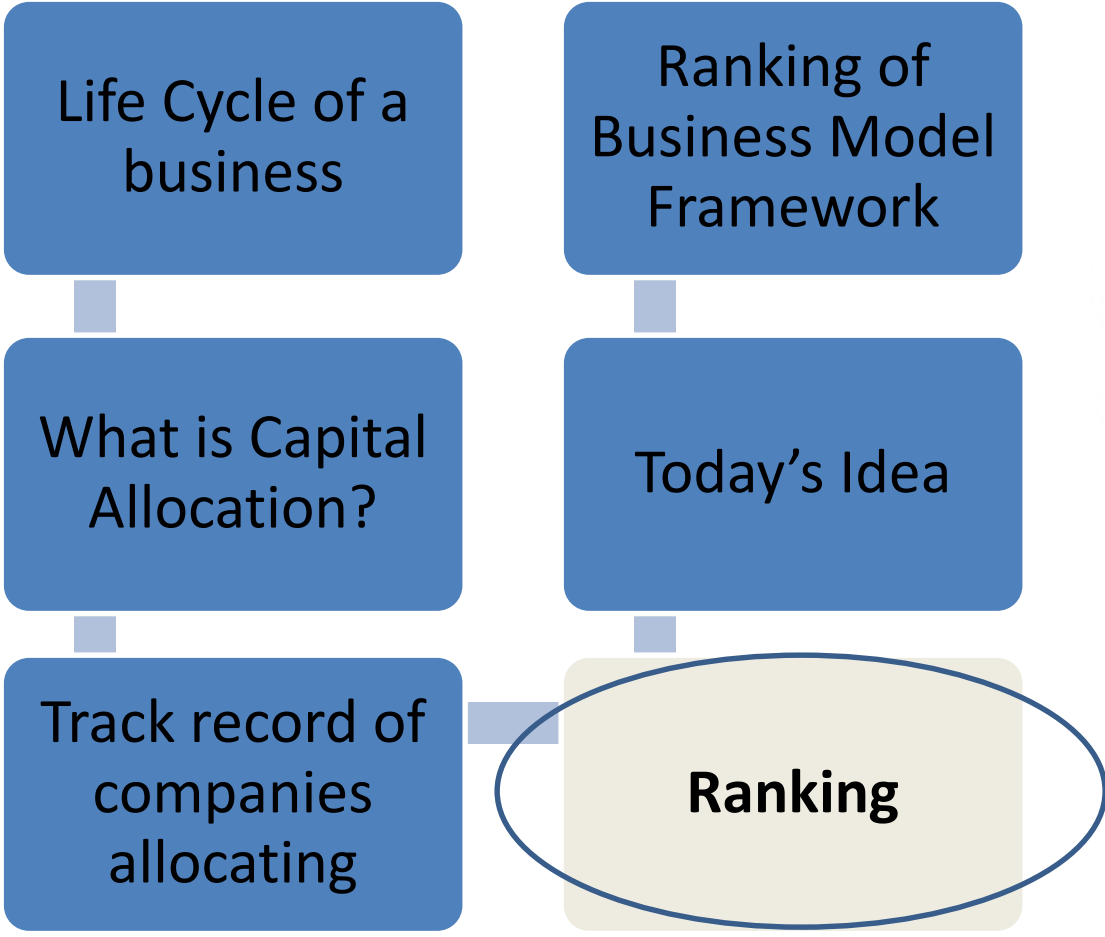 Life Cycle of a
business
What is Capital
Allocation?
Track record of
companies
allocating
Ranking
Today’s Idea
Ranking of
Business Model
Framework